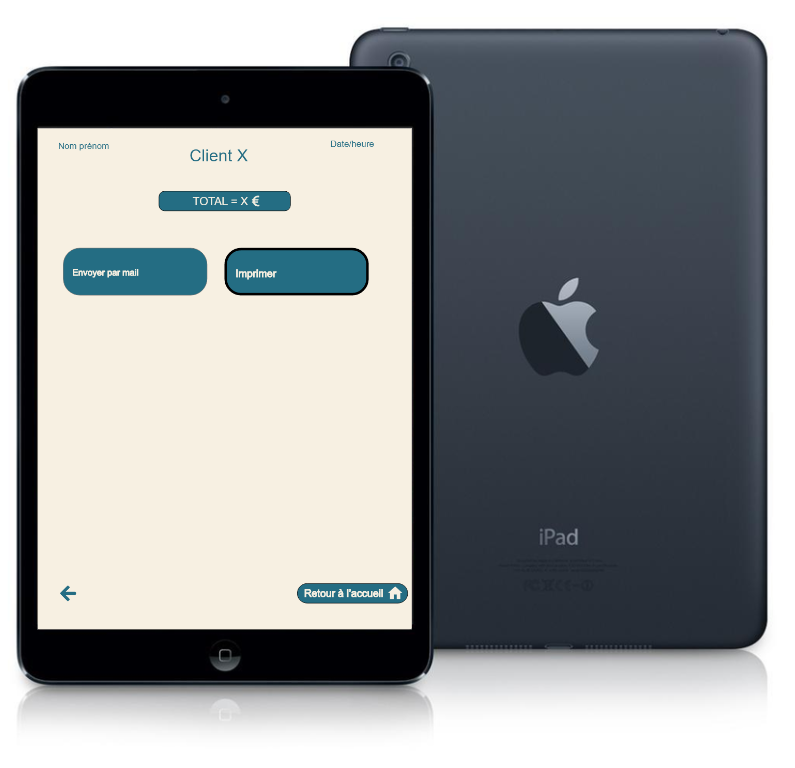 Nom prénom
Date/heure
Client X
TOTAL = X €
Envoyer par mail
Imprimer
Retour à l'accueil
iPad